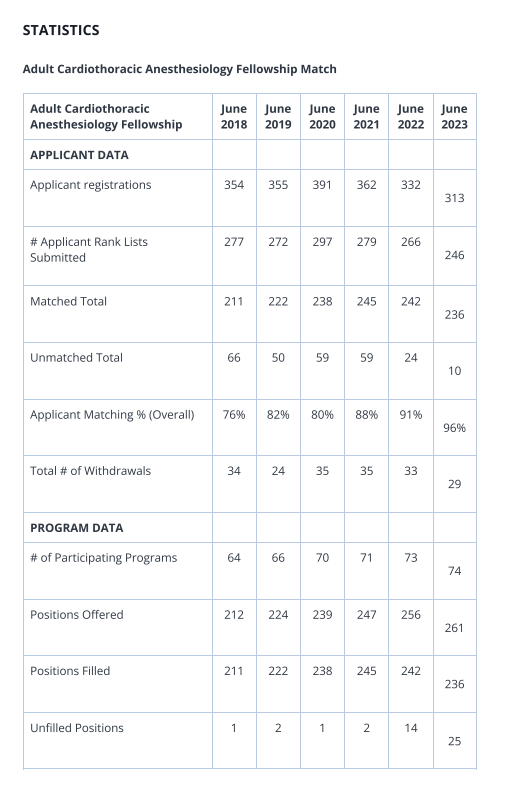 STATISTICS
Adult Cardiothoracic Anesthesiology Fellowship Match
Adult Cardiothoracic Anesthesiology Fellowship June 2018 June 2019 June 2020 June 2021 June 2022 June 2023
APPLICANT DATA
Applicant registrations 354 355 391 362 332 313
# Applicant Rank Lists Submitted 277 272 297 279 266 246
Matched Total 211 222 238 245 242 236
Unmatched Total 66 50 59 59 24 10
Applicant Matching % (Overall) 76% 82% 80% 88% 91% 96%
Total # of Withdrawals 34 24 35 35 33 29
PROGRAM DATA
# of Participating Programs 64 66 70 71 73 74
Positions Offered 212 224 239 247 256 261
Positions Filled 211 222 238 245 242 236
Unfilled Positions 1 2 1 2 14 25